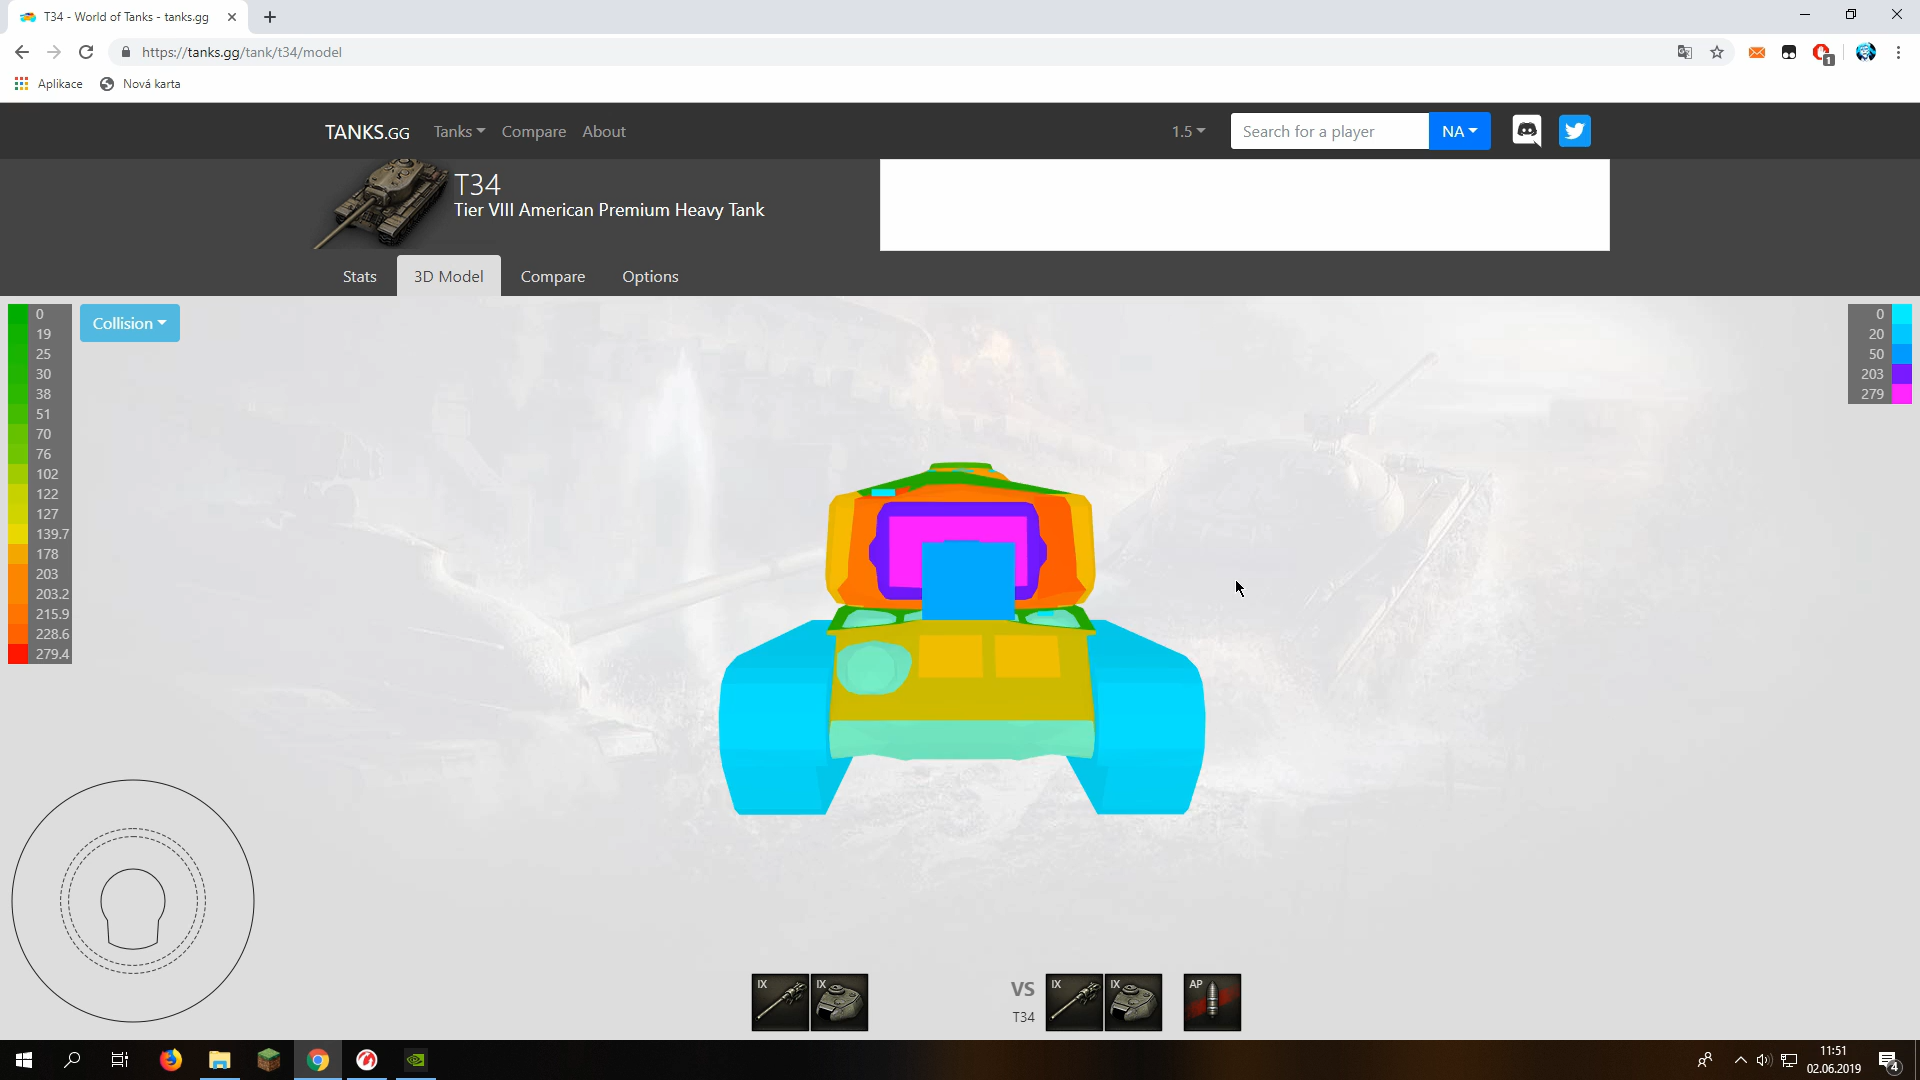 T34 - World of Tanks - tanks.gg
https://tanks.gg/tank/t34/model
1
Aplikace
Nová karta
TANKS.GG
Tanks
Compare
About
1.5
Search for a player
NA
T34
Tier VIII American Premium Heavy Tank
Stats
3D Model
Compare
Options
Collision
0
19
25
30
38
51
70
76
102
122
127
139.7
178
203
203.2
215.9
228.6
279.4
0
20
50
203
279
IX
IX
VS
T34
IX
IX
AP
11:51
02.06.2019
4